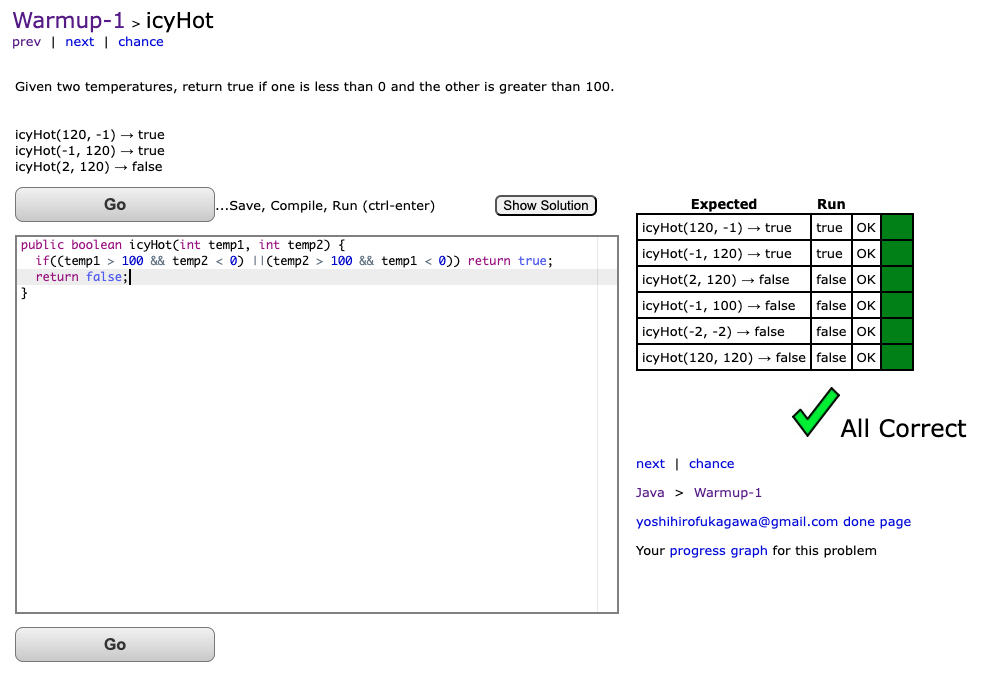 Warmup-1 > icyHot
prev | next | chance
Given two temperatures, return true if one is less than 0 and the other is greater than 100.
icyHot(120, -1) → true
icyHot(-1, 120) → true
icyHot(2, 120) → false
Go ...Save, Compile, Run (ctrl-enter) Show Solution
public boolean icyHot(int temp1, int temp2) {
  if((temp1 > 100 && temp2 < 0) ||(temp2 > 100 && temp1 < 0)) return true;
  return false;
}
Go
Expected Run
icyHot(120, -1) → true true OK
icyHot(-1, 120) → true true OK
icyHot(2, 120) → false false OK
icyHot(-1, 100) → false false OK
icyHot(-2, -2) → false false OK
icyHot(120, 120) → false false OK
All Correct
next | chance
Java > Warmup-1
yoshihirofukagawa@gmail.com done page
Your progress graph for this problem